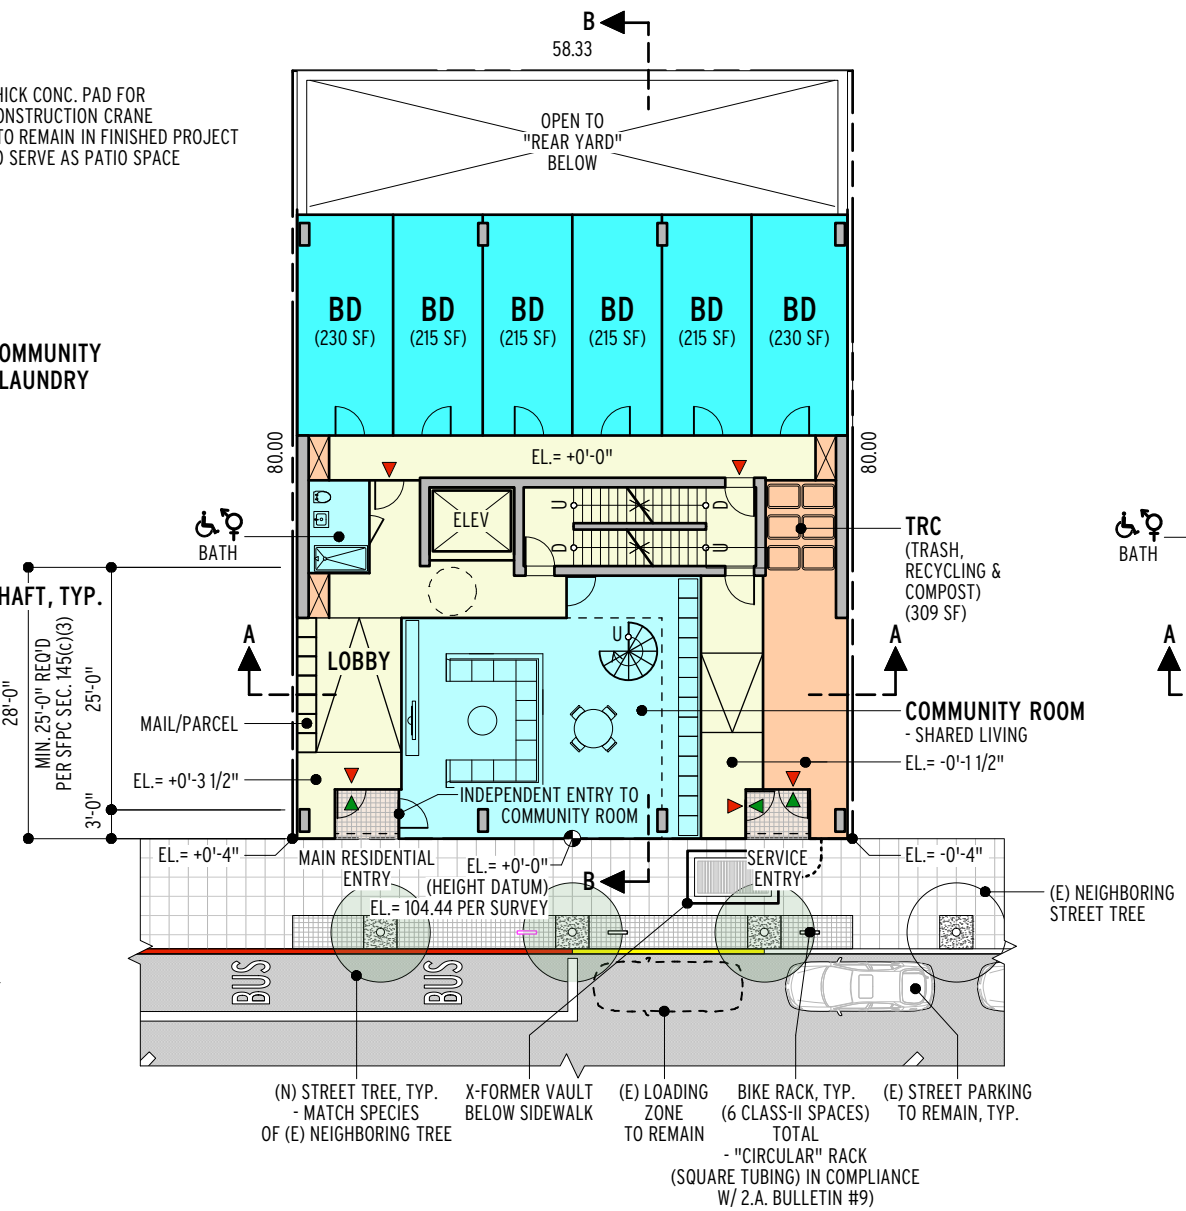 B
58.33
HICK CONC. PAD FOR
ONSTRUCTION CRANE
TO REMAIN IN FINISHED PROJECT
O SERVE AS PATIO SPACE
OPEN TO
"REAR YARD"
BELOW
BD
(230 SF)
BD
(215 SF)
BD
(215 SF)
BD
(215 SF)
BD
(215 SF)
BD
(230 SF)
OMMUNITY
LAUNDRY
80.00
80.00
EL.= +0'-0"
ELEV
U
D
D
U
BATH
TRC
(TRASH,
RECYCLING &
COMPOST)
(309 SF)
BATH
HAFT, TYP.
28'-0"
MIN. 25'-0" REQ'D
PER SFPC SEC. 145(c)(3)
25'-0"
3'-0"
A
LOBBY
U
A
A
MAIL/PARCEL
COMMUNITY ROOM
- SHARED LIVING
EL.= +0'-3 1/2"
EL.= -0'-1 1/2"
INDEPENDENT ENTRY TO
COMMUNITY ROOM
EL.= +0'-4"
MAIN RESIDENTIAL
ENTRY
EL.= +0'-0"
(HEIGHT DATUM)
EL.= 104.44 PER SURVEY
B
SERVICE
ENTRY
EL.= -0'-4"
(E) NEIGHBORING
STREET TREE
BUS
BUS
(N) STREET TREE, TYP.
- MATCH SPECIES
OF (E) NEIGHBORING TREE
X-FORMER VAULT
BELOW SIDEWALK
(E) LOADING
ZONE
TO REMAIN
BIKE RACK, TYP.
(6 CLASS-II SPACES)
TOTAL
- "CIRCULAR" RACK
(SQUARE TUBING) IN COMPLIANCE
W/ 2.A. BULLETIN #9)
(E) STREET PARKING
TO REMAIN, TYP.